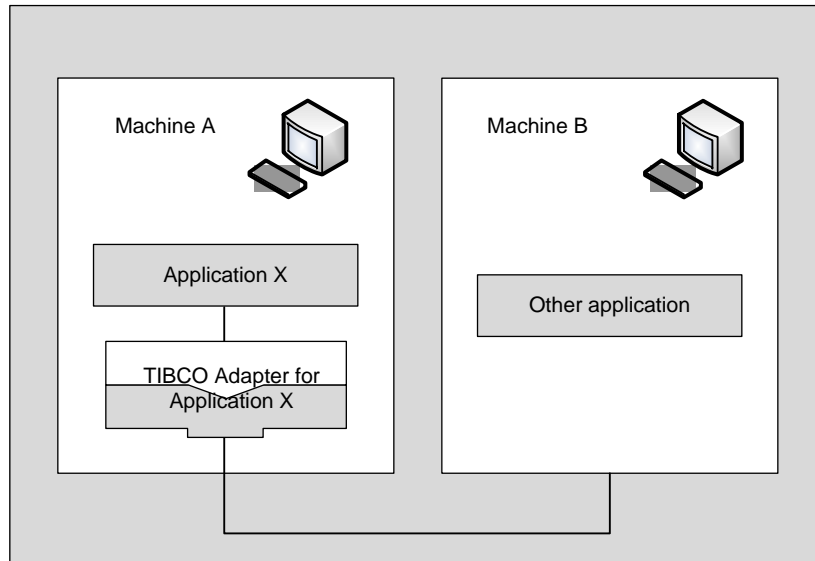 Machine A
Machine B
Application X
Other application
TIBCO Adapter for
Application X